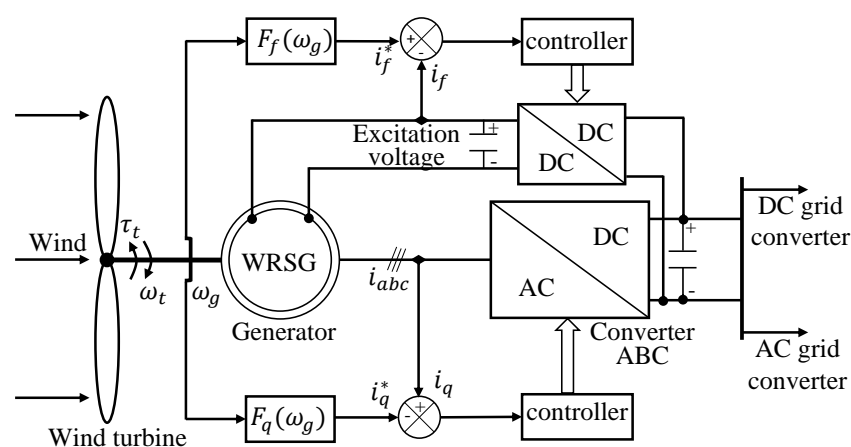 F_f(ω_g)
i_f^*
+
-
i_f
controller
Excitation
voltage
+
-
DC
DC
τ_t
Wind
ω_t
ω_g
WRSG
Generator
i_abc
DC
AC
+
-
Converter
ABC
DC grid
converter
AC grid
converter
Wind turbine
F_q(ω_g)
i_q^*
-
+
i_q
controller